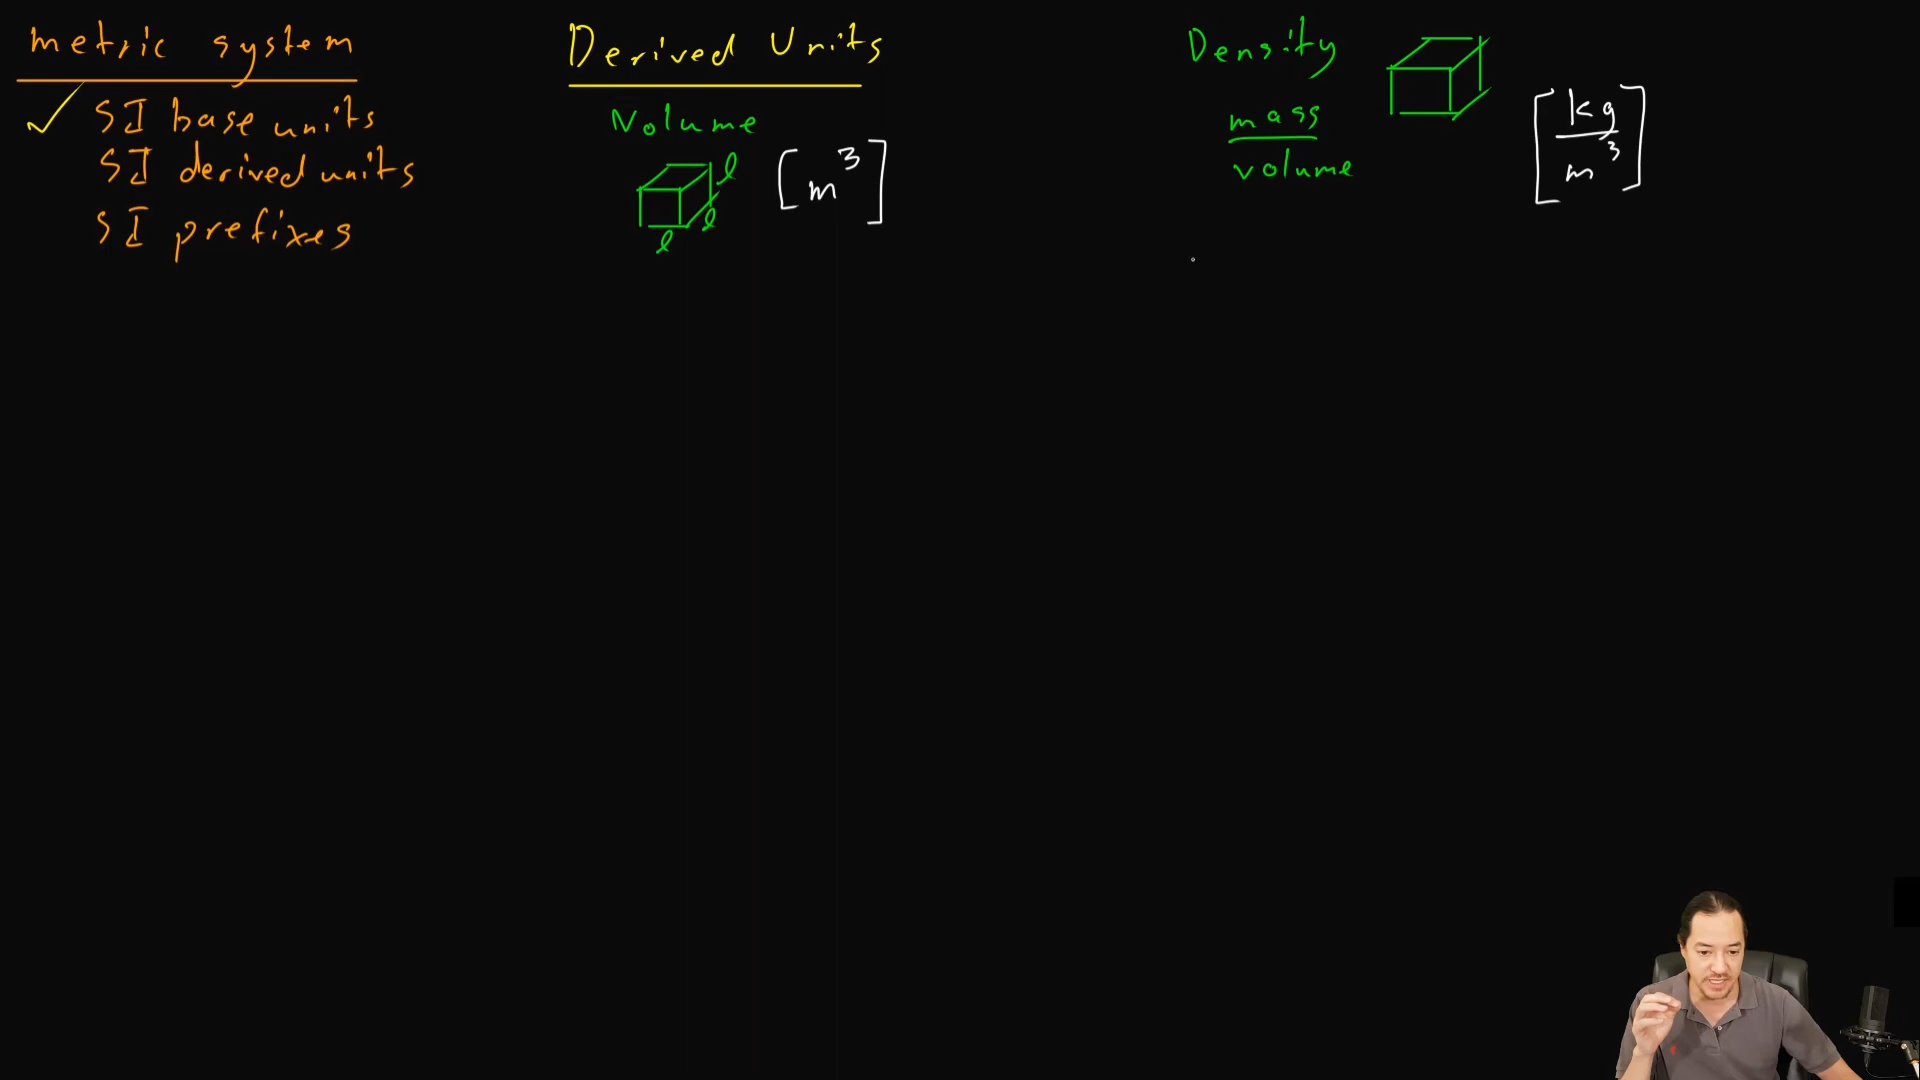 metric system
SI base units
SI derived units
SI prefixes
Derived Units
Volume
l
l
l
[m³]
Density
mass
volume
[kg
m³]